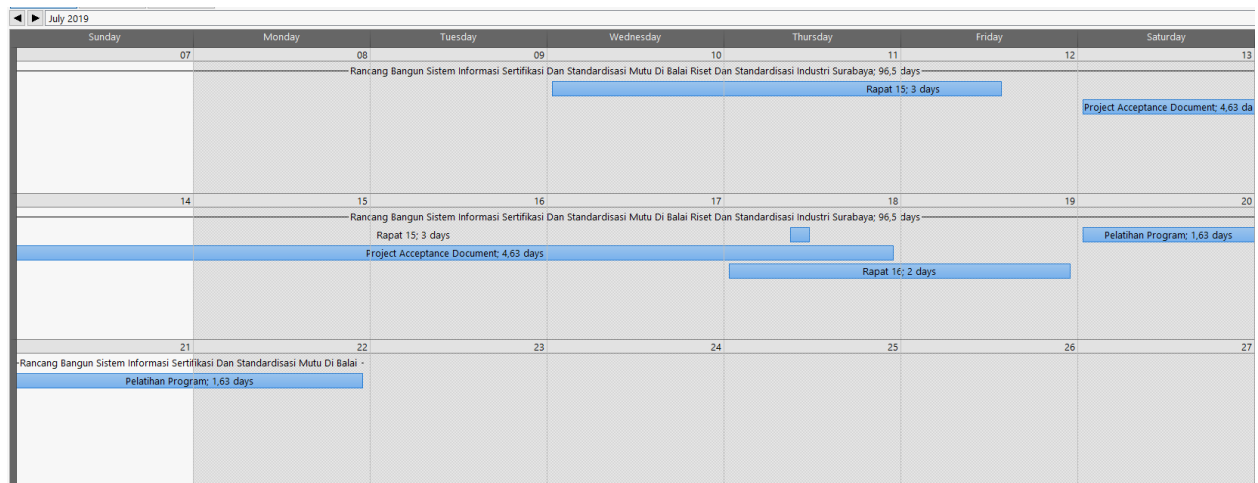 July 2019
Sunday Monday Tuesday Wednesday Thursday Friday Saturday
07 08 09 10 11 12 13
Rancang Bangun Sistem Informasi Sertifikasi Dan Standardisasi Mutu Di Balai Riset Dan Standardisasi Industri Surabaya; 96,5 days
Rapat 15; 3 days
Project Acceptance Document; 4,63 da
14 15 16 17 18 19 20
Rancang Bangun Sistem Informasi Sertifikasi Dan Standardisasi Mutu Di Balai Riset Dan Standardisasi Industri Surabaya; 96,5 days
Rapat 15; 3 days Pelatihan Program; 1,63 days
Project Acceptance Document; 4,63 days
Rapat 16; 2 days
21 22 23 24 25 26 27
Rancang Bangun Sistem Informasi Sertifikasi Dan Standardisasi Mutu Di Balai
Pelatihan Program; 1,63 days